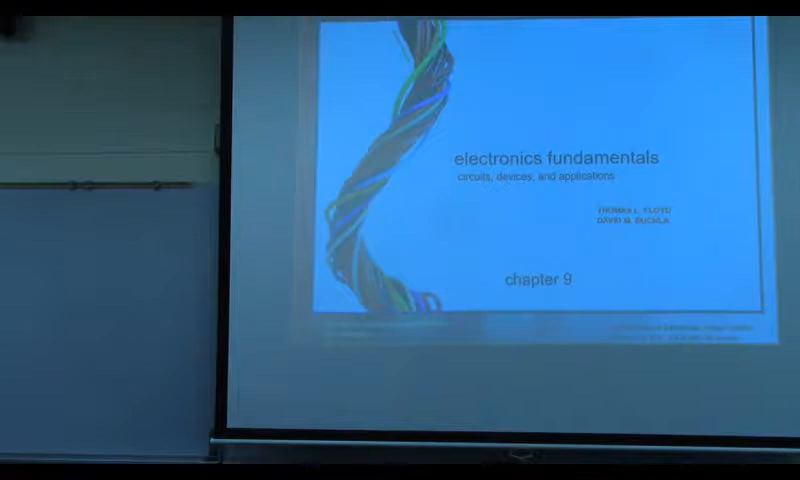 electronics fundamentals
circuits, devices, and applications
THOMAS L. FLOYD
DAVID M. BUCHLA
chapter 9